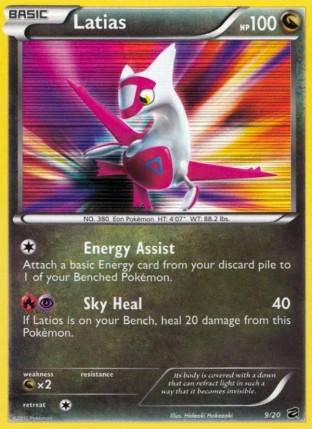 BASIC
Latias
HP100
NO. 380 Eon Pokémon HT: 4'07" WT: 88.2 lbs.
Energy Assist
Attach a basic Energy card from your discard pile to
1 of your Benched Pokémon.
Sky Heal 40
If Latias is on your Bench, heal 20 damage from this
Pokémon.
weakness resistance
×2
retreat
Its body is covered with a down
that can refract light in such a
way that it becomes invisible.
Illus. Hideaki Hakozaki
9/20